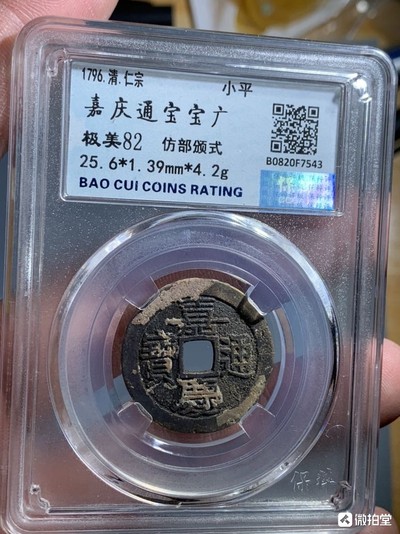 1796.清.仁宗
小平
嘉庆通宝宝广
极美82 仿部颁式
25.6*1.39mm*4.2g
BAO CUI COINS RATING
B0820F7543
嘉
通
寶
慶
微拍堂